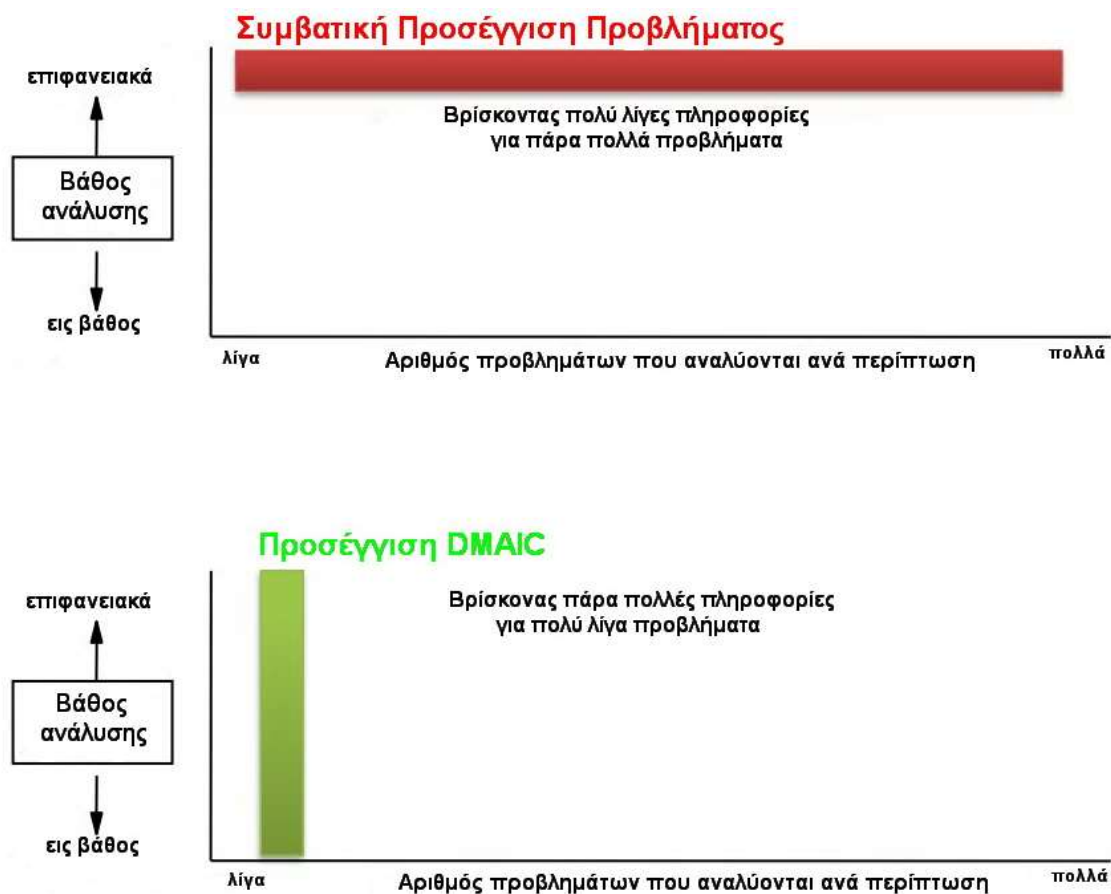 Συμβατική Προσέγγιση Προβλήματος
επιφανειακά
Βρίσκοντας πολύ λίγες πληροφορίες
για πάρα πολλά προβλήματα
Βάθος
ανάλυσης
εις βάθος
λίγα
Αριθμός προβλημάτων που αναλύονται ανά περίπτωση
πολλά
Προσέγγιση DMAIC
επιφανειακά
Βρίσκονας πάρα πολλές πληροφορίες
για πολύ λίγα προβλήματα
Βάθος
ανάλυσης
εις βάθος
λίγα
Αριθμός προβλημάτων που αναλύονται ανά περίπτωση
πολλά